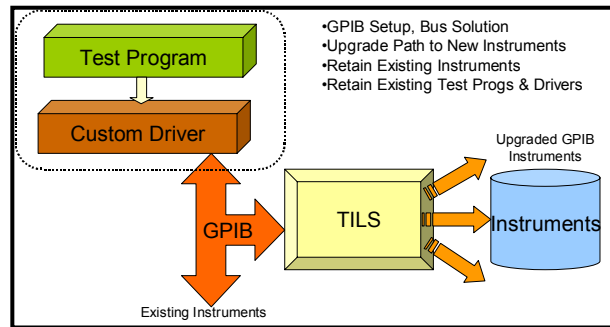 Test Program
Custom Driver
•GPIB Setup, Bus Solution
•Upgrade Path to New Instruments
•Retain Existing Instruments
•Retain Existing Test Progs & Drivers
GPIB
Existing Instruments
TILS
Upgraded GPIB
Instruments
Instruments